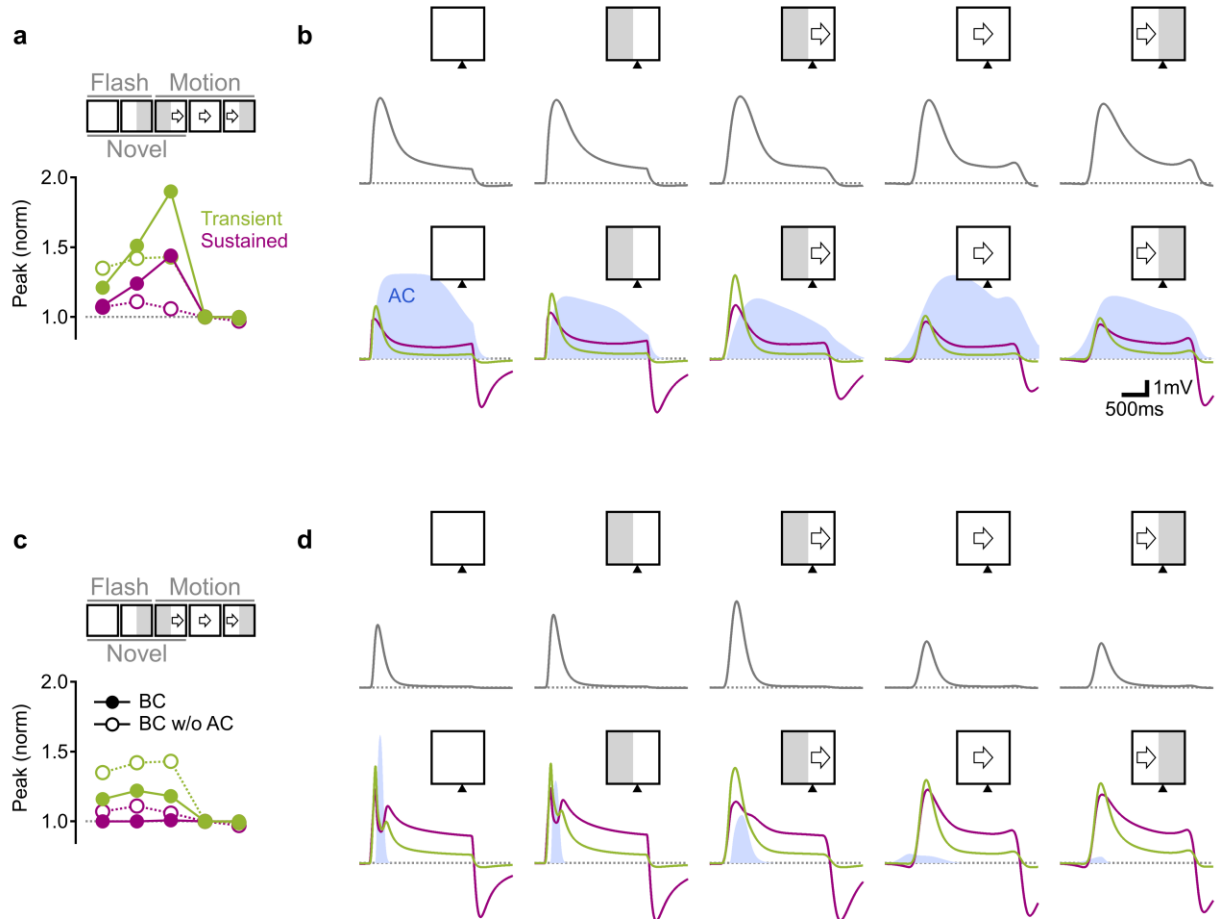 a
Flash Motion
Novel
2.0
1.5
1.0
Peak (norm)
Transient
Sustained
b
AC
1mV
500ms
c
Flash Motion
Novel
2.0
1.5
1.0
Peak (norm)
BC
BC w/o AC
d